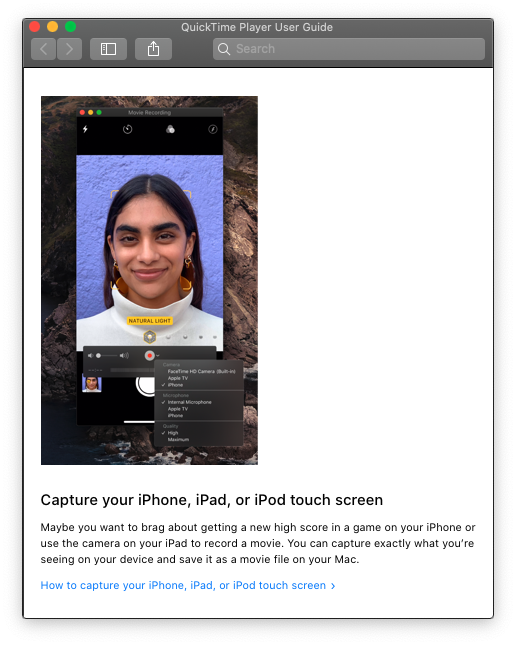 QuickTime Player User Guide
Search
Movie Recording
NATURAL LIGHT
Camera
FaceTime HD Camera (Built-in)
Apple TV
✓ iPhone
Microphone
✓ Internal Microphone
Apple TV
iPhone
Quality
✓ High
Maximum
Capture your iPhone, iPad, or iPod touch screen
Maybe you want to brag about getting a new high score in a game on your iPhone or
use the camera on your iPad to record a movie. You can capture exactly what you’re
seeing on your device and save it as a movie file on your Mac.
How to capture your iPhone, iPad, or iPod touch screen ›